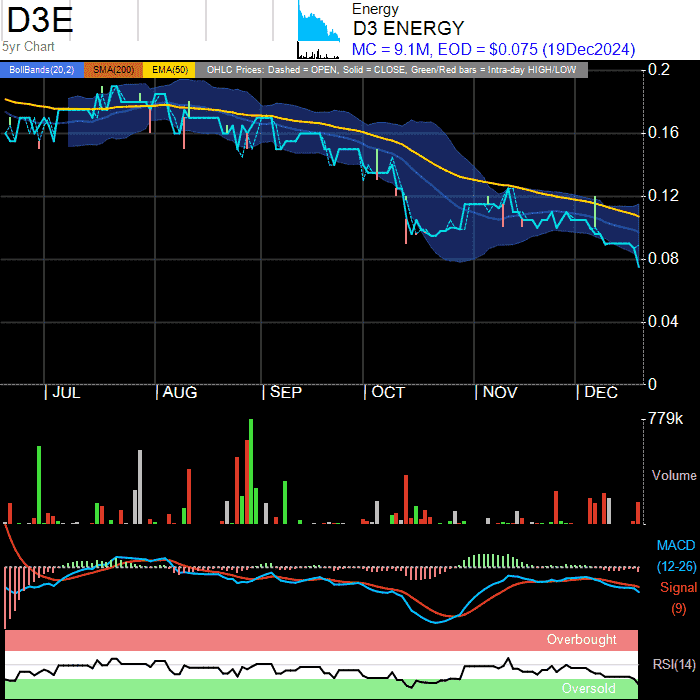 D3E
5yr Chart
Energy
D3 ENERGY
MC = 9.1M, EOD = $0.075 (19Dec2024)
BollBands(20,2) SMA(200) EMA(50) OHLC Prices: Dashed = OPEN, Solid = CLOSE, Green/Red bars = Intra-day HIGH/LOW
0.2
0.16
0.12
0.08
0.04
0
JUL AUG SEP OCT NOV DEC
779k
Volume
MACD
(12-26)
Signal
(9)
Overbought
RSI(14)
Oversold